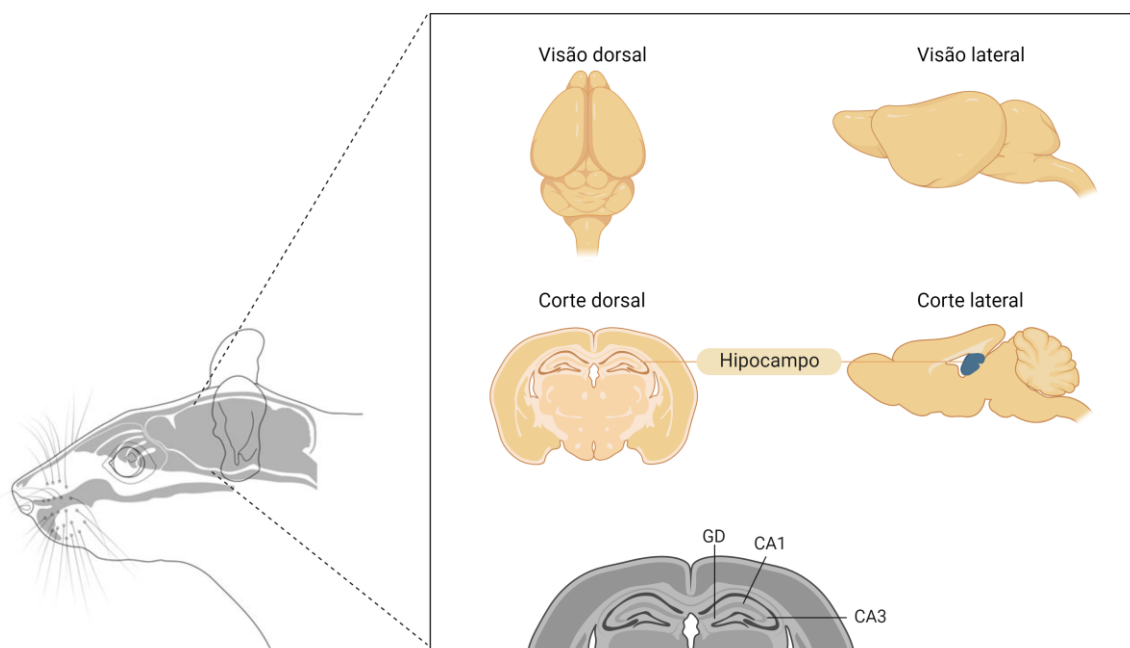 Visão dorsal
Visão lateral
Corte dorsal
Corte lateral
Hipocampo
GD
CA1
CA3